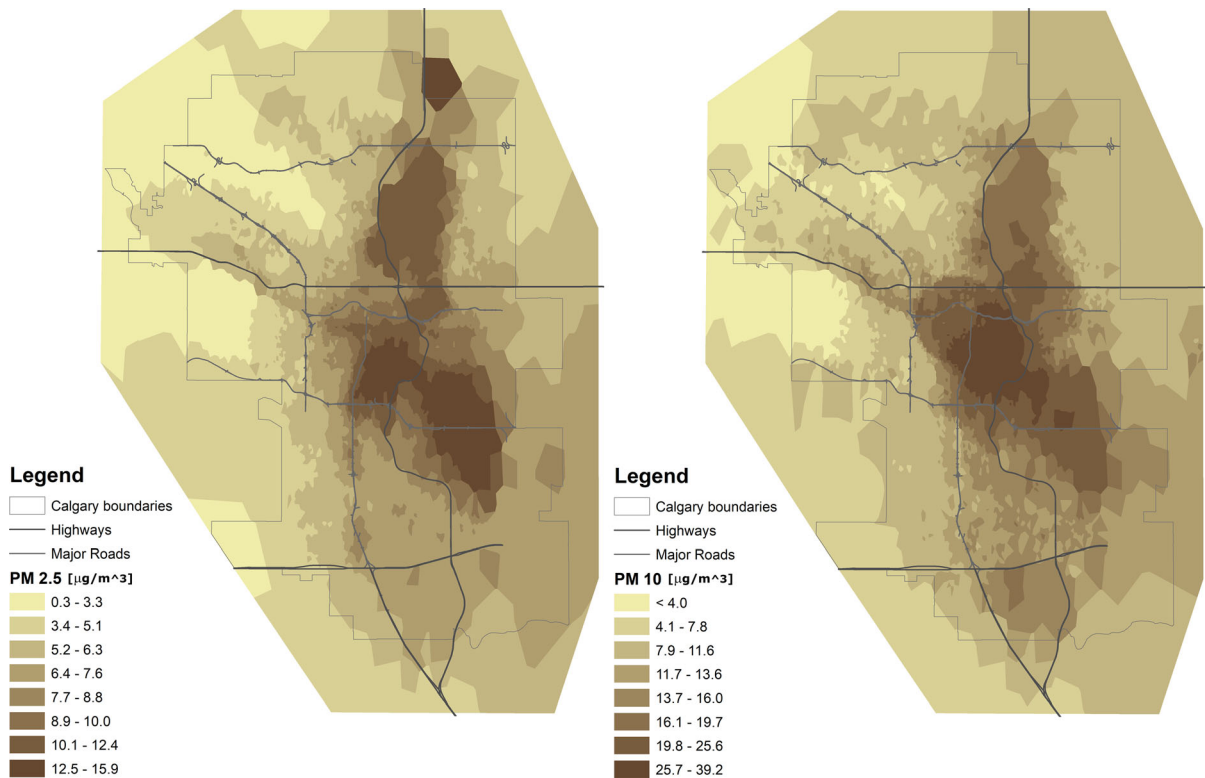 Legend
Calgary boundaries
Highways
Major Roads
PM 2.5 [µg/m^3]
0.3 - 3.3
3.4 - 5.1
5.2 - 6.3
6.4 - 7.6
7.7 - 8.8
8.9 - 10.0
10.1 - 12.4
12.5 - 15.9
Legend
Calgary boundaries
Highways
Major Roads
PM 10 [µg/m^3]
< 4.0
4.1 - 7.8
7.9 - 11.6
11.7 - 13.6
13.7 - 16.0
16.1 - 19.7
19.8 - 25.6
25.7 - 39.2